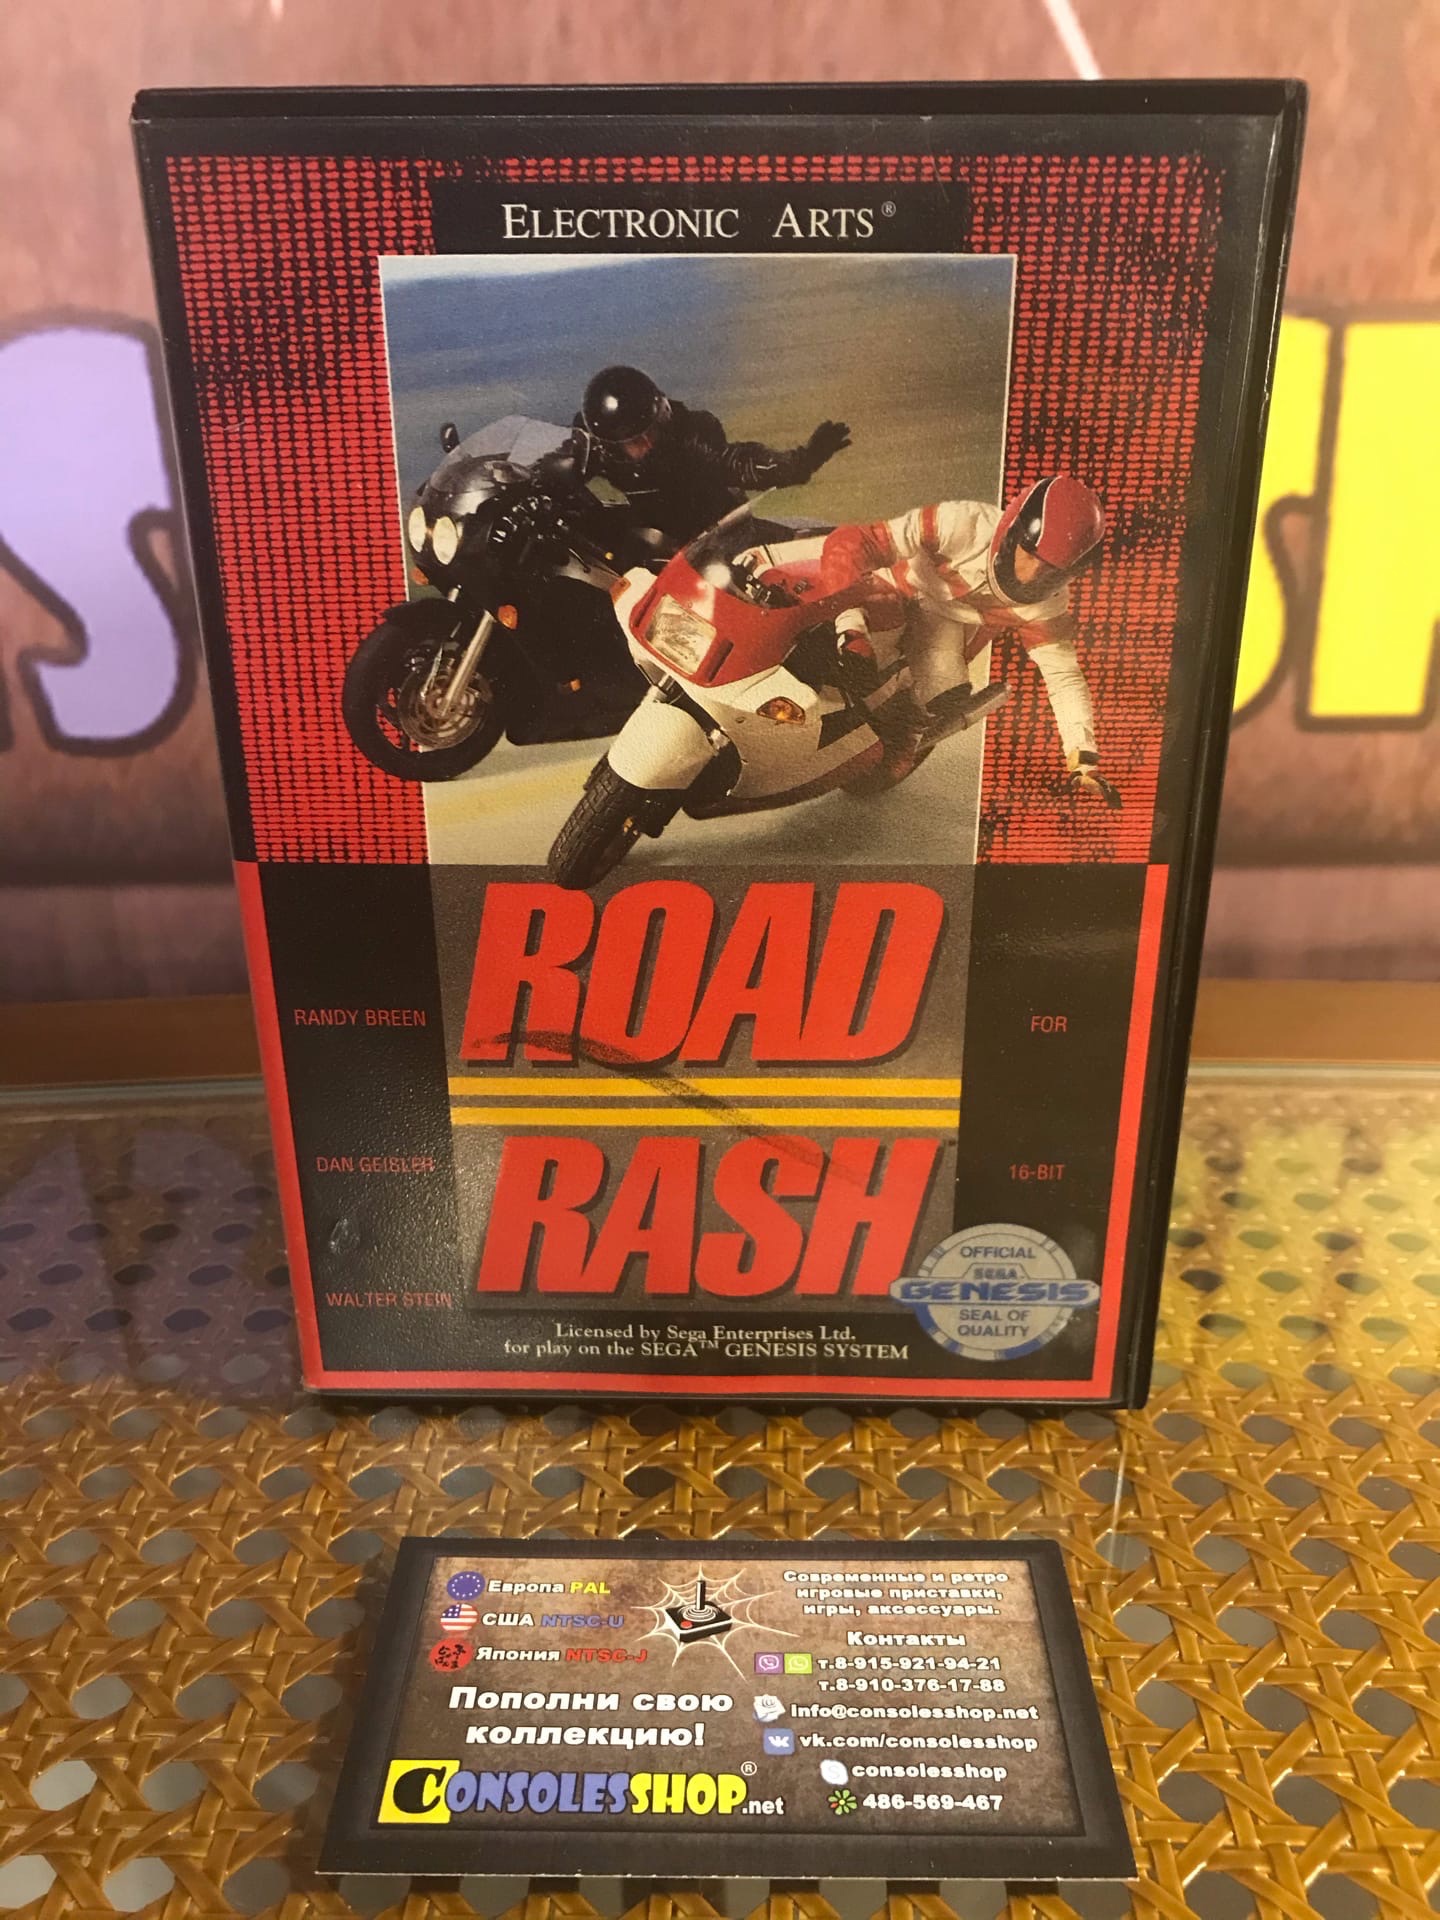 ELECTRONIC ARTS®
ROAD
RASH
RANDY BREEN
DAN GEISLER
WALTER STEIN
FOR
16-BIT
OFFICIAL
SEGA
GENESIS
SEAL OF
QUALITY
Licensed by Sega Enterprises Ltd.
for play on the SEGA™ GENESIS SYSTEM
Европа PAL
США NTSC-U
Япония NTSC-J
Пополни свою
коллекцию!
CONSOLESSHOP®.net
Современные и ретро
игровые приставки,
игры, аксессуары.
Контакты
т.8-915-921-94-21
т.8-910-376-17-88
info@consolesshop.net
vk.com/consolesshop
consolesshop
486-569-467